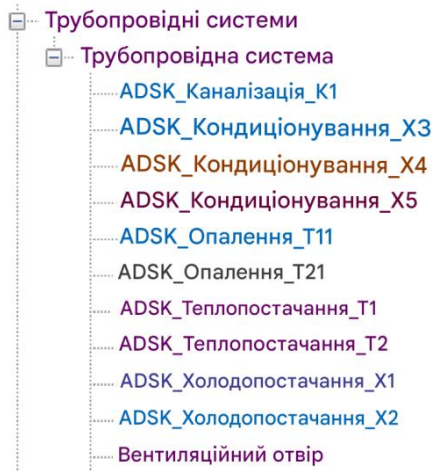 Трубопровідні системи
Трубопровідна система
ADSK_Каналізація_К1
ADSK_Кондиціонування_Х3
ADSK_Кондиціонування_Х4
ADSK_Кондиціонування_Х5
ADSK_Опалення_Т11
ADSK_Опалення_Т21
ADSK_Теплопостачання_Т1
ADSK_Теплопостачання_Т2
ADSK_Холодопостачання_Х1
ADSK_Холодопостачання_Х2
Вентиляційний отвір